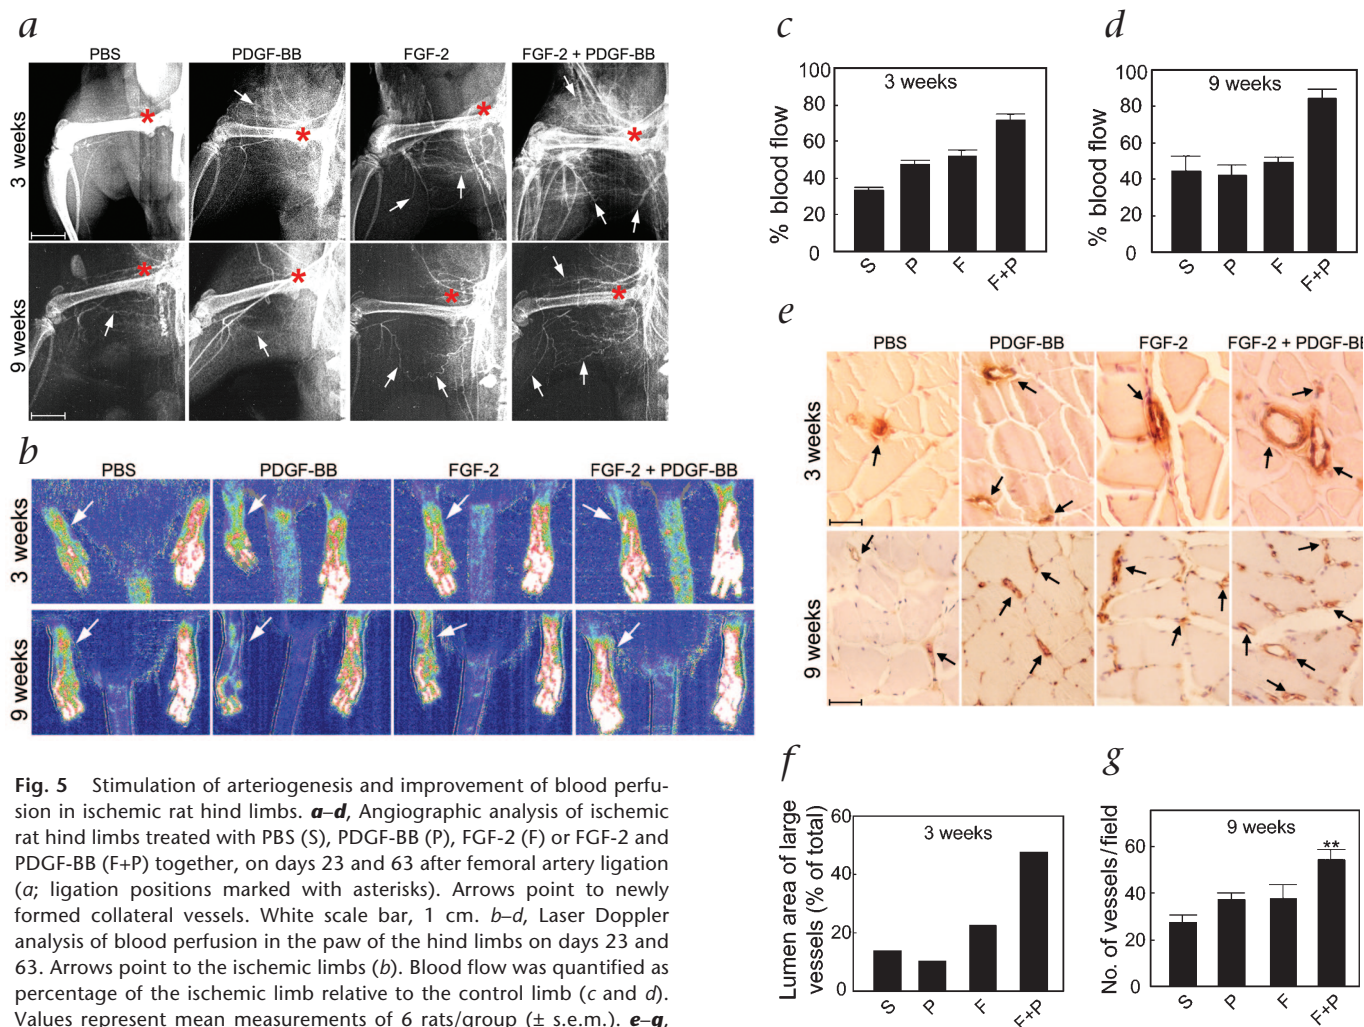 a
PBS PDGF-BB FGF-2 FGF-2 + PDGF-BB
3 weeks
9 weeks
b
PBS PDGF-BB FGF-2 FGF-2 + PDGF-BB
3 weeks
9 weeks
Fig. 5 Stimulation of arteriogenesis and improvement of blood perfu-
sion in ischemic rat hind limbs. a–d, Angiographic analysis of ischemic
rat hind limbs treated with PBS (S), PDGF-BB (P), FGF-2 (F) or FGF-2 and
PDGF-BB (F+P) together, on days 23 and 63 after femoral artery ligation
(a; ligation positions marked with asterisks). Arrows point to newly
formed collateral vessels. White scale bar, 1 cm. b–d, Laser Doppler
analysis of blood perfusion in the paw of the hind limbs on days 23 and
63. Arrows point to the ischemic limbs (b). Blood flow was quantified as
percentage of the ischemic limb relative to the control limb (c and d).
Values represent mean measurements of 6 rats/group (± s.e.m.). e–g,
c
3 weeks
% blood flow
100
80
60
40
20
0
S P F F+P
d
9 weeks
% blood flow
100
80
60
40
20
0
S P F F+P
e
PBS PDGF-BB FGF-2 FGF-2 + PDGF-BB
3 weeks
9 weeks
f
3 weeks
Lumen area of large
vessels (% of total)
60
40
20
S P F F+P
g
9 weeks
No. of vessels/field
60
40
20
0
**
S P F F+P